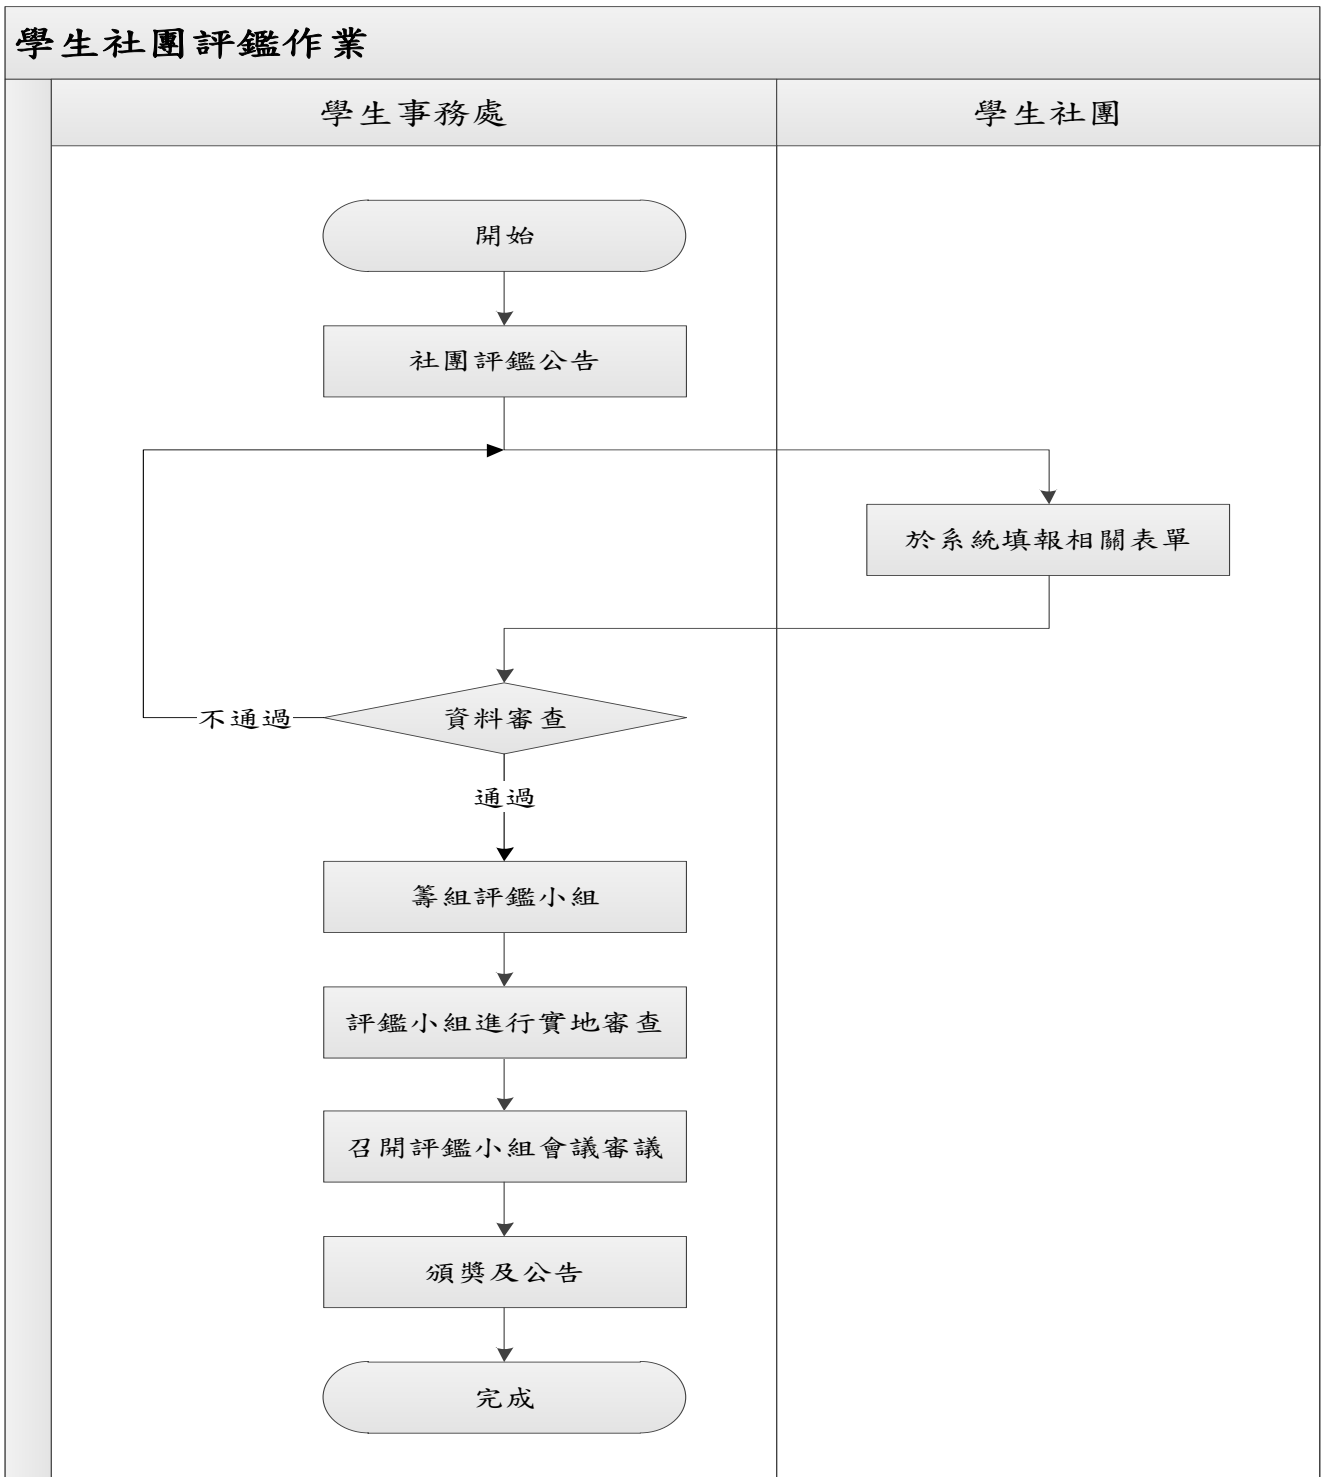 學生社團評鑑作業
學生事務處
學生社團
開始
社團評鑑公告
於系統填報相關表單
資料審查
不通過
通過
籌組評鑑小組
評鑑小組進行實地審查
召開評鑑小組會議審議
頒獎及公告
完成